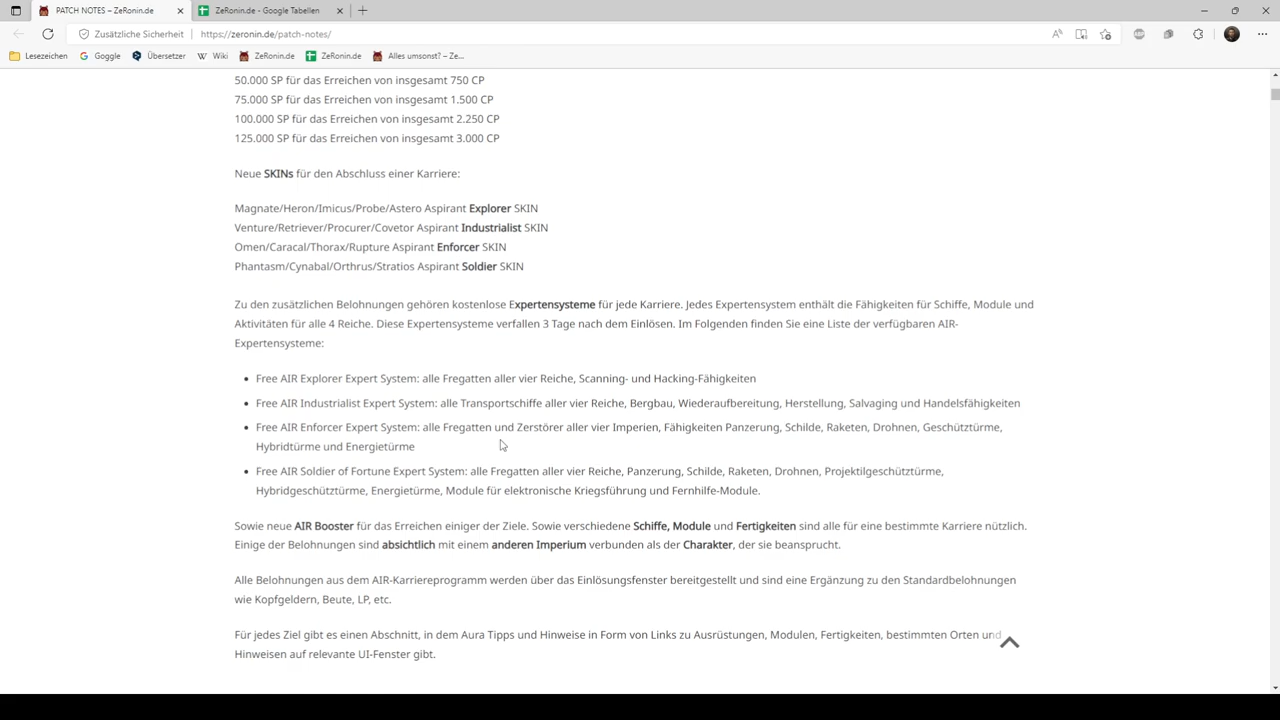 PATCH NOTES – ZeRonin.de
ZeRonin.de - Google Tabellen
Zusätzliche Sicherheit
https://zeronin.de/patch-notes/
Lesezeichen
Goggle
Übersetzer
Wiki
ZeRonin.de
ZeRonin.de
Alles umsonst? – Ze...
50.000 SP für das Erreichen von insgesamt 750 CP
75.000 SP für das Erreichen von insgesamt 1.500 CP
100.000 SP für das Erreichen von insgesamt 2.250 CP
125.000 SP für das Erreichen von insgesamt 3.000 CP
Neue SKINs für den Abschluss einer Karriere:
Magnate/Heron/Imicus/Probe/Astero Aspirant Explorer SKIN
Venture/Retriever/Procurer/Covetor Aspirant Industrialist SKIN
Omen/Caracal/Thorax/Rupture Aspirant Enforcer SKIN
Phantasm/Cynabal/Orthrus/Stratios Aspirant Soldier SKIN
Zu den zusätzlichen Belohnungen gehören kostenlose Expertensysteme für jede Karriere. Jedes Expertensystem enthält die Fähigkeiten für Schiffe, Module und
Aktivitäten für alle 4 Reiche. Diese Expertensysteme verfallen 3 Tage nach dem Einlösen. Im Folgenden finden Sie eine Liste der verfügbaren AIR-
Expertensysteme:
• Free AIR Explorer Expert System: alle Fregatten aller vier Reiche, Scanning- und Hacking-Fähigkeiten
• Free AIR Industrialist Expert System: alle Transportschiffe aller vier Reiche, Bergbau, Wiederaufbereitung, Herstellung, Salvaging und Handelsfähigkeiten
• Free AIR Enforcer Expert System: alle Fregatten und Zerstörer aller vier Imperien, Fähigkeiten Panzerung, Schilde, Raketen, Drohnen, Geschütztürme,
Hybridtürme und Energietürme
• Free AIR Soldier of Fortune Expert System: alle Fregatten aller vier Reiche, Panzerung, Schilde, Raketen, Drohnen, Projektilgeschütztürme,
Hybridgeschütztürme, Energietürme, Module für elektronische Kriegsführung und Fernhilfe-Module.
Sowie neue AIR Booster für das Erreichen einiger der Ziele. Sowie verschiedene Schiffe, Module und Fertigkeiten sind alle für eine bestimmte Karriere nützlich.
Einige der Belohnungen sind absichtlich mit einem anderen Imperium verbunden als der Charakter, der sie beansprucht.
Alle Belohnungen aus dem AIR-Karriereprogramm werden über das Einlösungsfenster bereitgestellt und sind eine Ergänzung zu den Standardbelohnungen
wie Kopfgeldern, Beute, LP, etc.
Für jedes Ziel gibt es einen Abschnitt, in dem Aura Tipps und Hinweise in Form von Links zu Ausrüstungen, Modulen, Fertigkeiten, bestimmten Orten und
Hinweisen auf relevante UI-Fenster gibt.